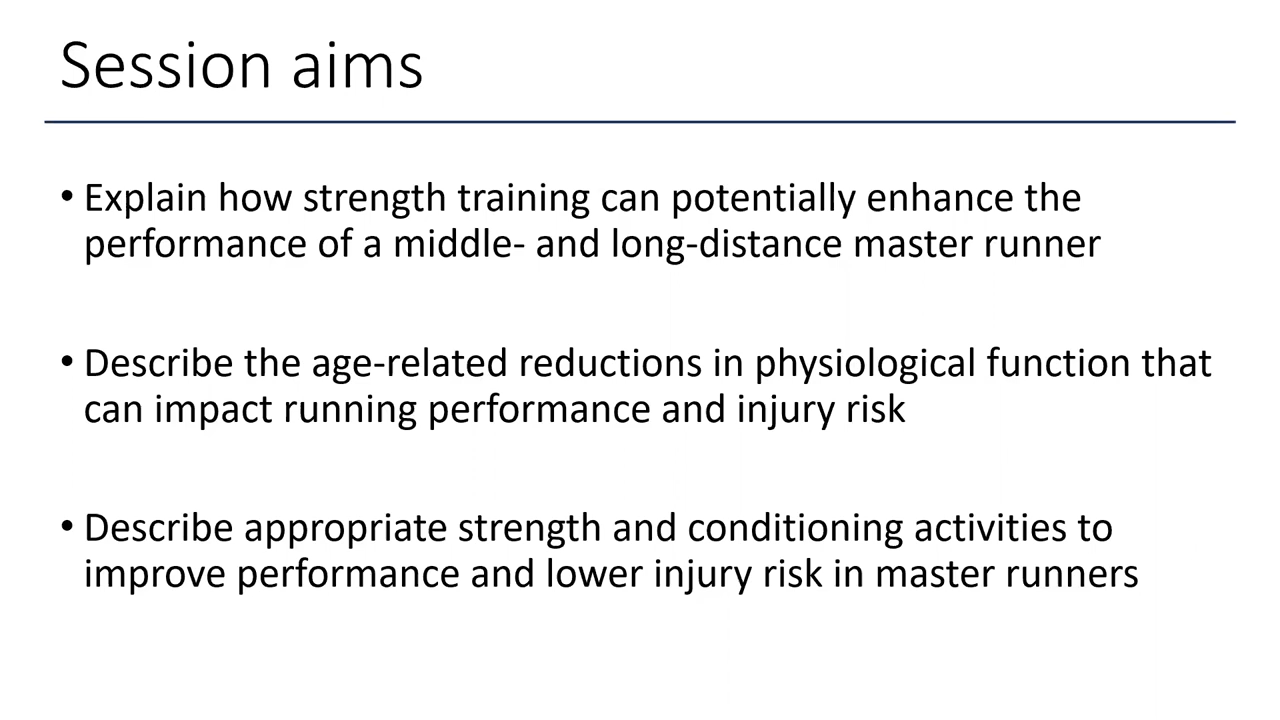 Session aims
• Explain how strength training can potentially enhance the
performance of a middle- and long-distance master runner
• Describe the age-related reductions in physiological function that
can impact running performance and injury risk
• Describe appropriate strength and conditioning activities to
improve performance and lower injury risk in master runners